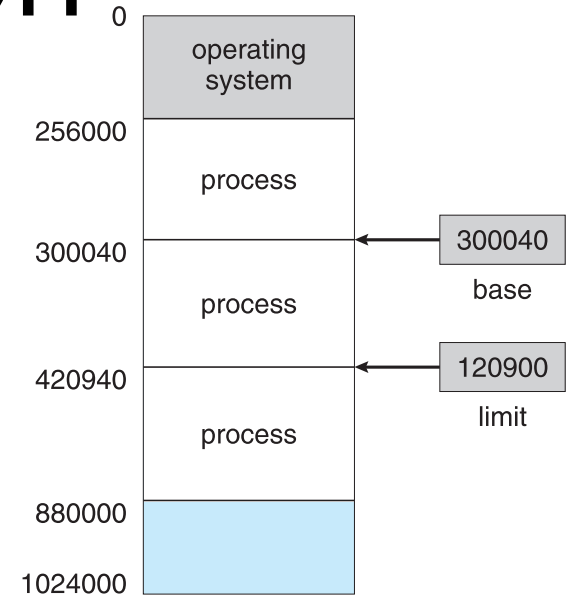 0
operating
system
256000
process
300040
300040
base
process
420940
120900
limit
process
880000
1024000